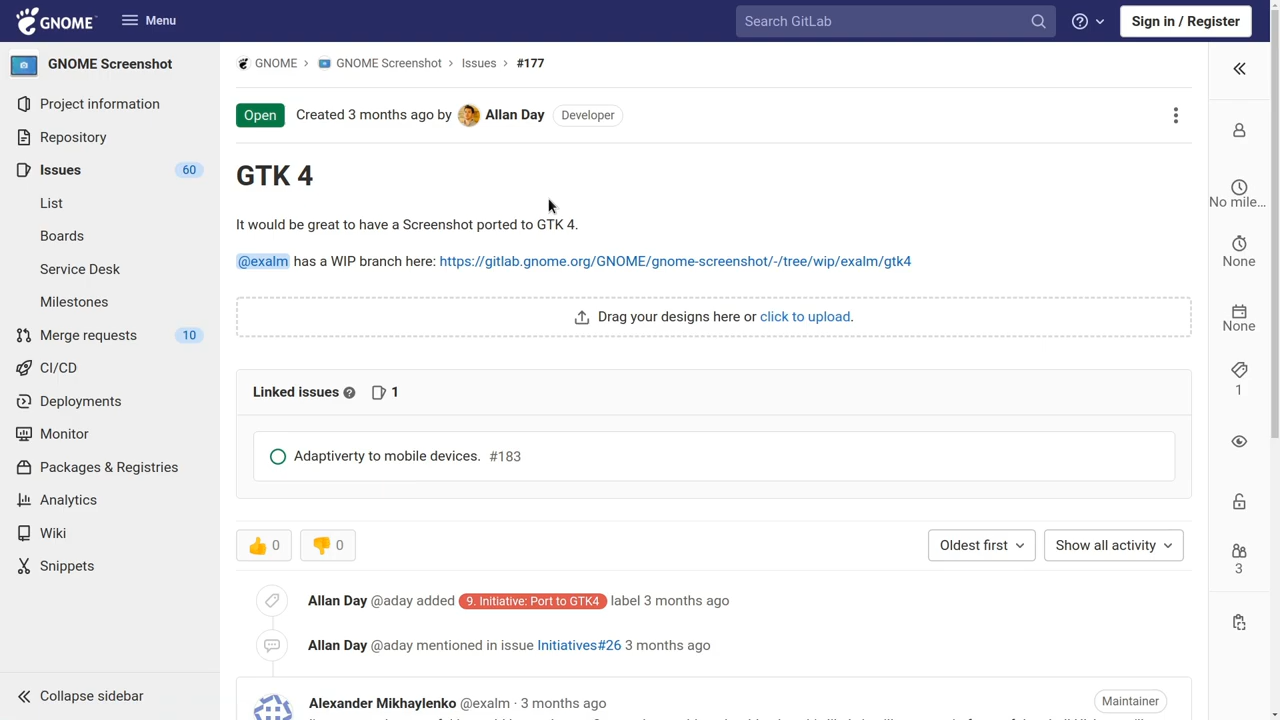 GNOME
Menu
Search GitLab
Sign in / Register
GNOME Screenshot
Project information
Repository
Issues 60
List
Boards
Service Desk
Milestones
Merge requests 10
CI/CD
Deployments
Monitor
Packages & Registries
Analytics
Wiki
Snippets
Collapse sidebar
GNOME › GNOME Screenshot › Issues › #177
Open Created 3 months ago by Allan Day Developer
GTK 4
It would be great to have a Screenshot ported to GTK 4.
@exalm has a WIP branch here: https://gitlab.gnome.org/GNOME/gnome-screenshot/-/tree/wip/exalm/gtk4
Drag your designs here or click to upload.
Linked issues 1
Adaptiverty to mobile devices. #183
👍 0 👎 0 Oldest first Show all activity
Allan Day @aday added 9. Initiative: Port to GTK4 label 3 months ago
Allan Day @aday mentioned in issue Initiatives#26 3 months ago
Alexander Mikhaylenko @exalm · 3 months ago Maintainer
No mile...
None
None
1
3